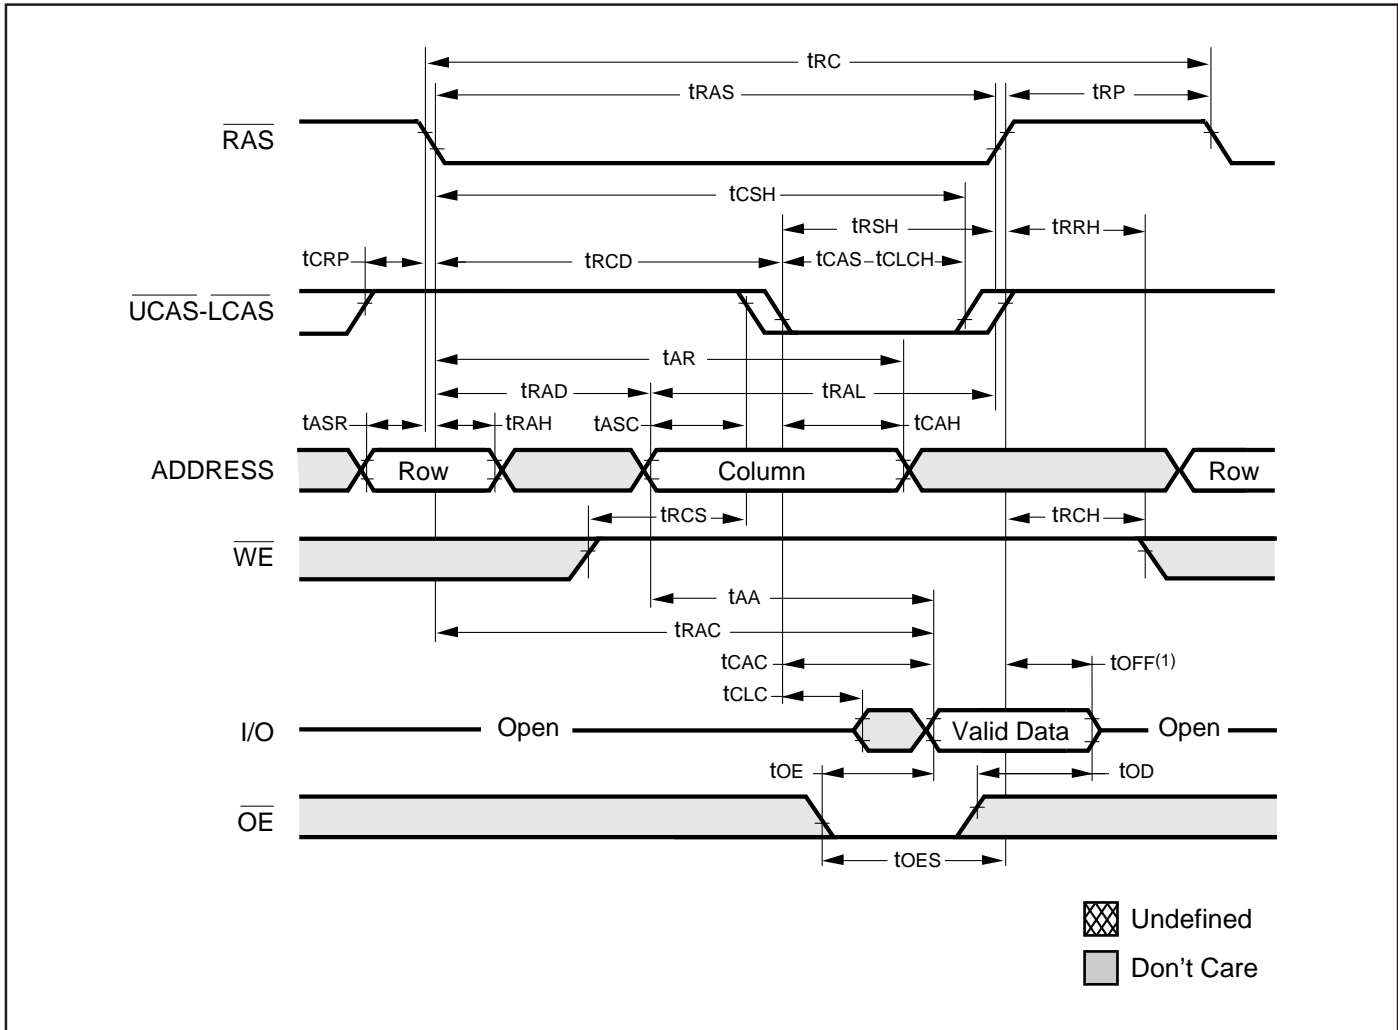 tRC
tRAS
tRP
RAS
tCSH
tRSH
tRRH
tCRP
tRCD
tCAS tCLCH
UCAS-LCAS
tAR
tRAD
tRAL
tASR
tRAH
tASC
tCAH
ADDRESS
Row
Column
Row
tRCS
tRCH
WE
tAA
tRAC
tCAC
tOFF(1)
tCLC
I/O
Open
Valid Data
Open
tOE
tOD
OE
tOES
Undefined
Don't Care